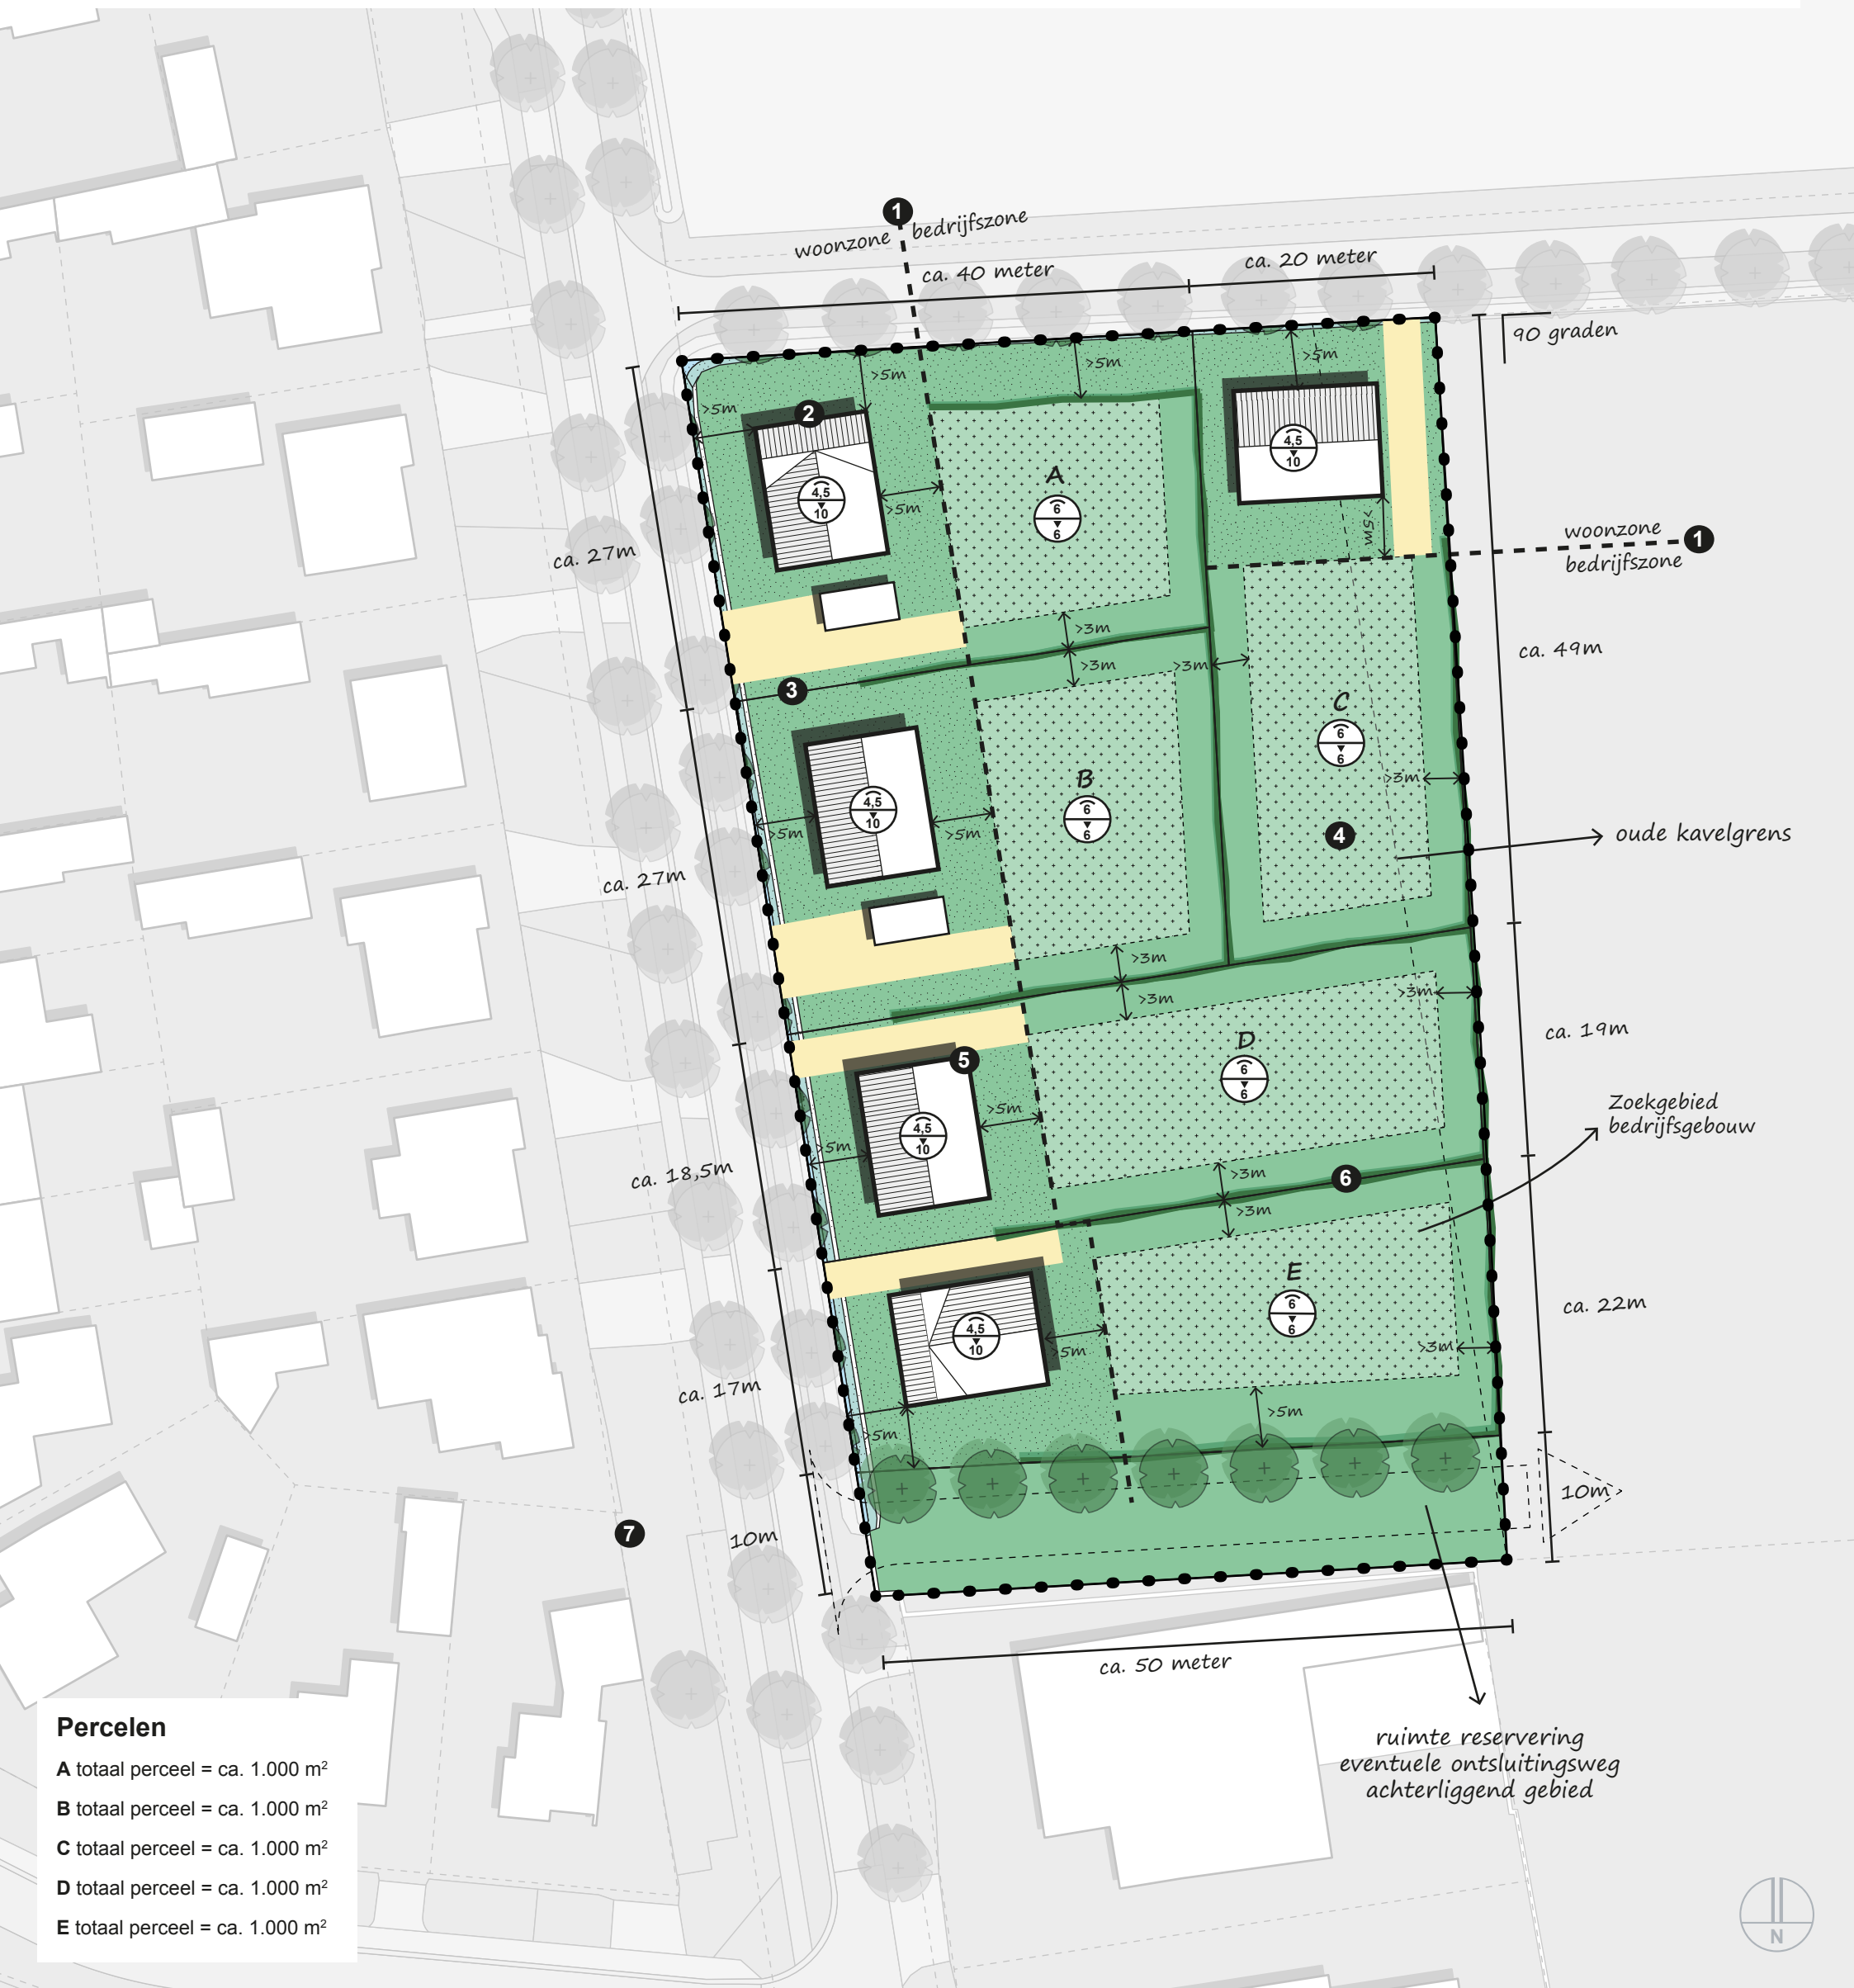 1
woonzone bedrijfszone
ca. 40 meter
ca. 20 meter
90 graden
>5m
>5m
>5m
>5m
2
4,5
10
>5m
A
6
6
4,5
10
>5m
woonzone
bedrijfszone
1
ca. 27m
>3m
>3m
>3m
3
ca. 49m
C
6
6
>3m
B
6
6
4,5
10
>5m
>5m
4
oude kavelgrens
ca. 27m
>3m
>3m
>3m
ca. 19m
D
6
6
5
>5m
4,5
10
>5m
Zoekgebied
bedrijfsgebouw
ca. 18,5m
>3m
6
>3m
E
6
6
ca. 22m
4,5
10
>5m
>3m
ca. 17m
>5m
>5m
10m
7
10m
ca. 50 meter
ruimte reservering
eventuele ontsluitingsweg
achterliggend gebied
Percelen
A totaal perceel = ca. 1.000 m²
B totaal perceel = ca. 1.000 m²
C totaal perceel = ca. 1.000 m²
D totaal perceel = ca. 1.000 m²
E totaal perceel = ca. 1.000 m²
N